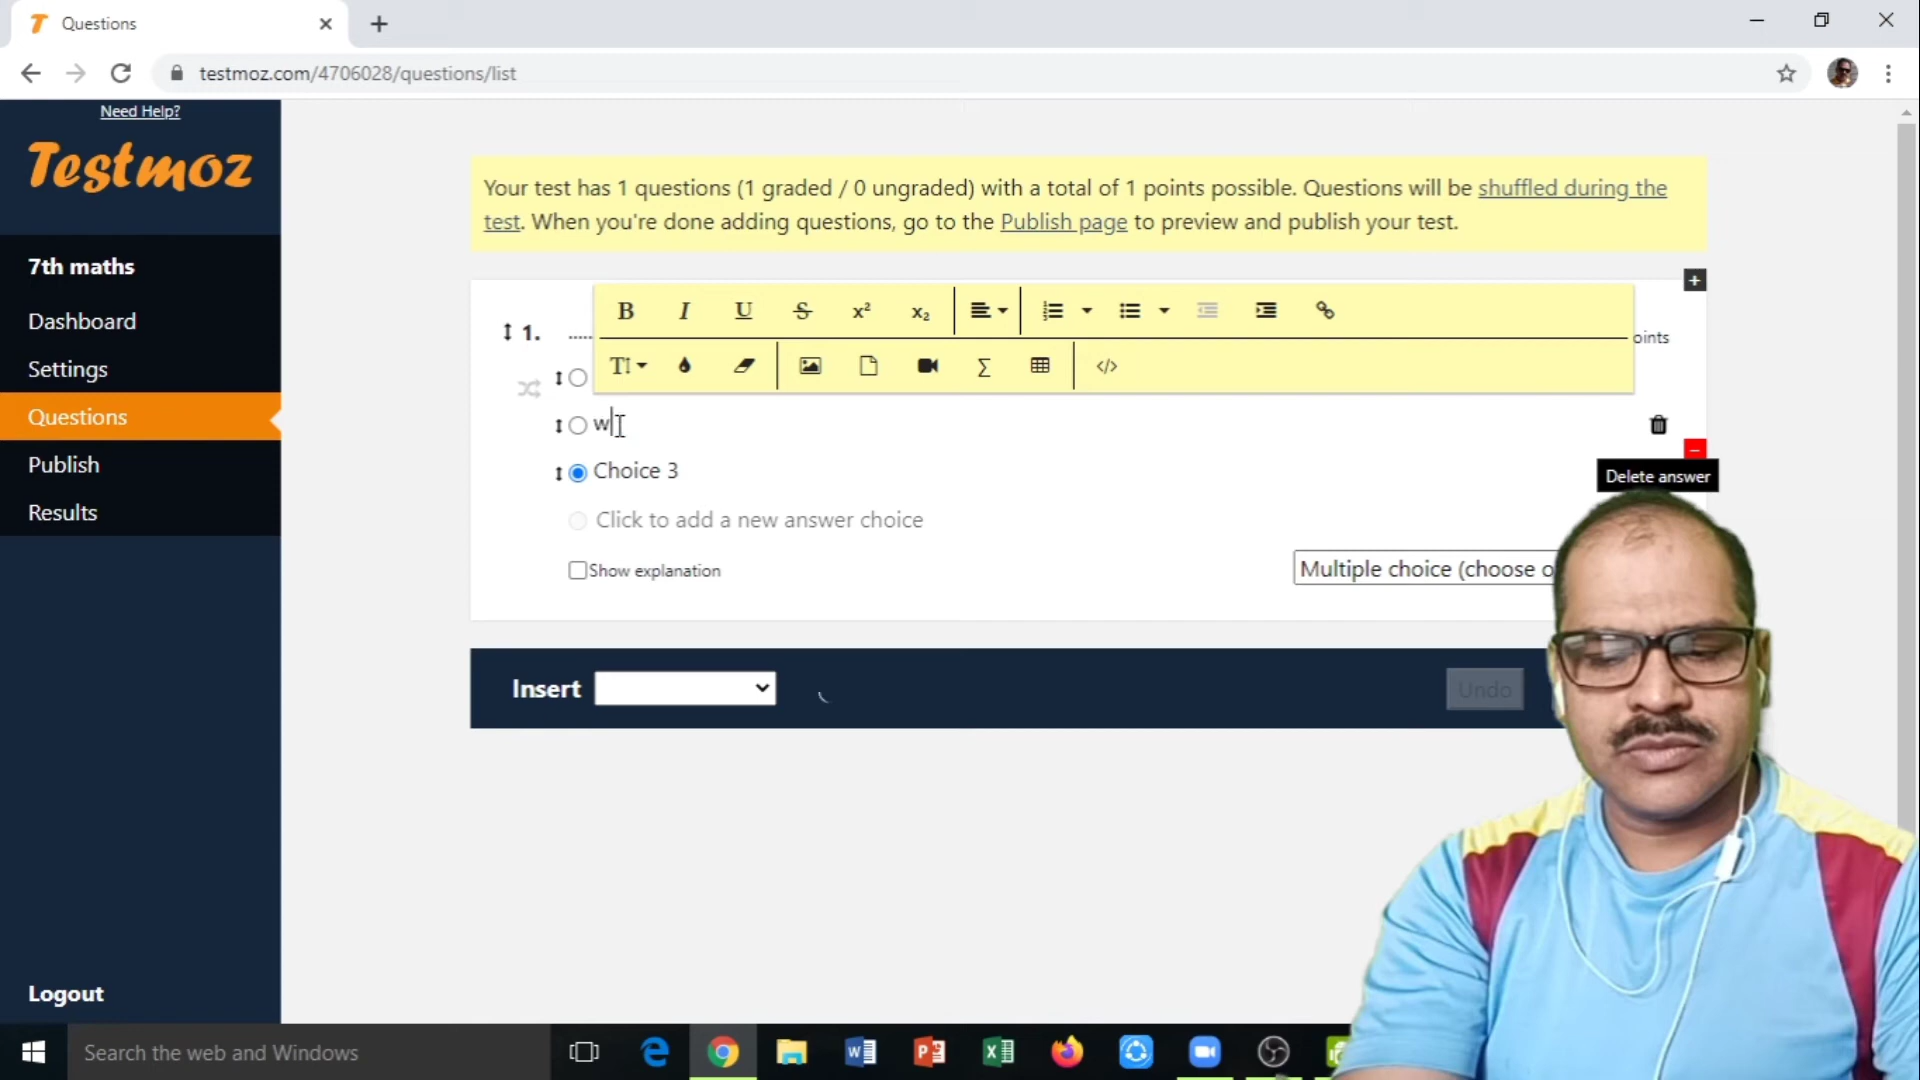 Questions
testmoz.com/4706028/questions/list
Need Help?
Testmoz
7th maths
Dashboard
Settings
Questions
Publish
Results
Logout
Your test has 1 questions (1 graded / 0 ungraded) with a total of 1 points possible. Questions will be shuffled during the
test. When you're done adding questions, go to the Publish page to preview and publish your test.
B I U S x² x₂
1. ..... oints
w
Choice 3
Delete answer
Click to add a new answer choice
Show explanation
Multiple choice (choose o
Insert
Undo
Search the web and Windows